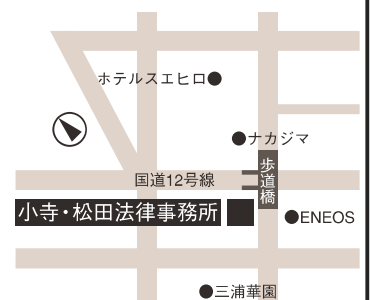 ホテルスエヒロ
ナカジマ
歩道橋
国道12号線
小寺・松田法律事務所
ENEOS
三浦華園